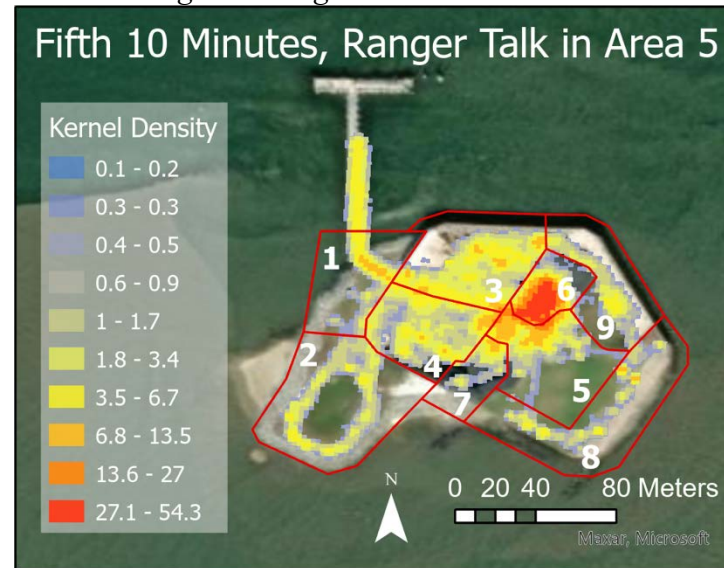 Fifth 10 Minutes, Ranger Talk in Area 5
Kernel Density
0.1 - 0.2
0.3 - 0.3
0.4 - 0.5
0.6 - 0.9
1 - 1.7
1.8 - 3.4
3.5 - 6.7
6.8 - 13.5
13.6 - 27
27.1 - 54.3
1
2
3
4
5
6
7
8
9
N
0 20 40 80 Meters
Maxar, Microsoft